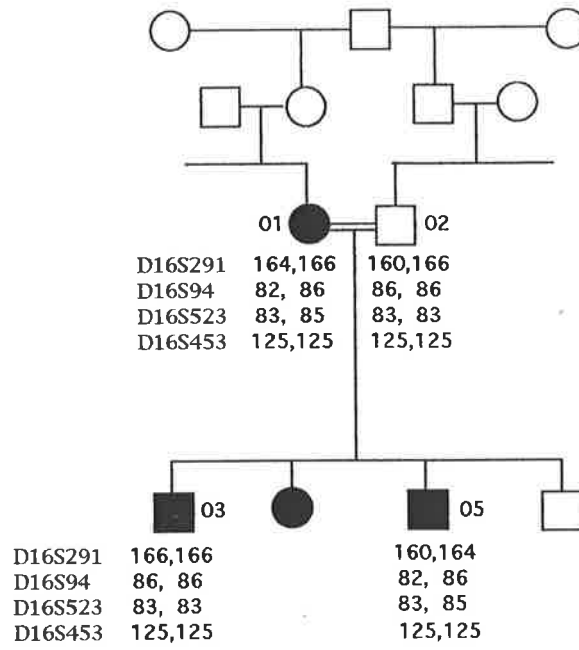 01 02
D16S291 164,166 160,166
D16S94 82, 86 86, 86
D16S523 83, 85 83, 83
D16S453 125,125 125,125
03 05
D16S291 166,166 160,164
D16S94 86, 86 82, 86
D16S523 83, 83 83, 85
D16S453 125,125 125,125